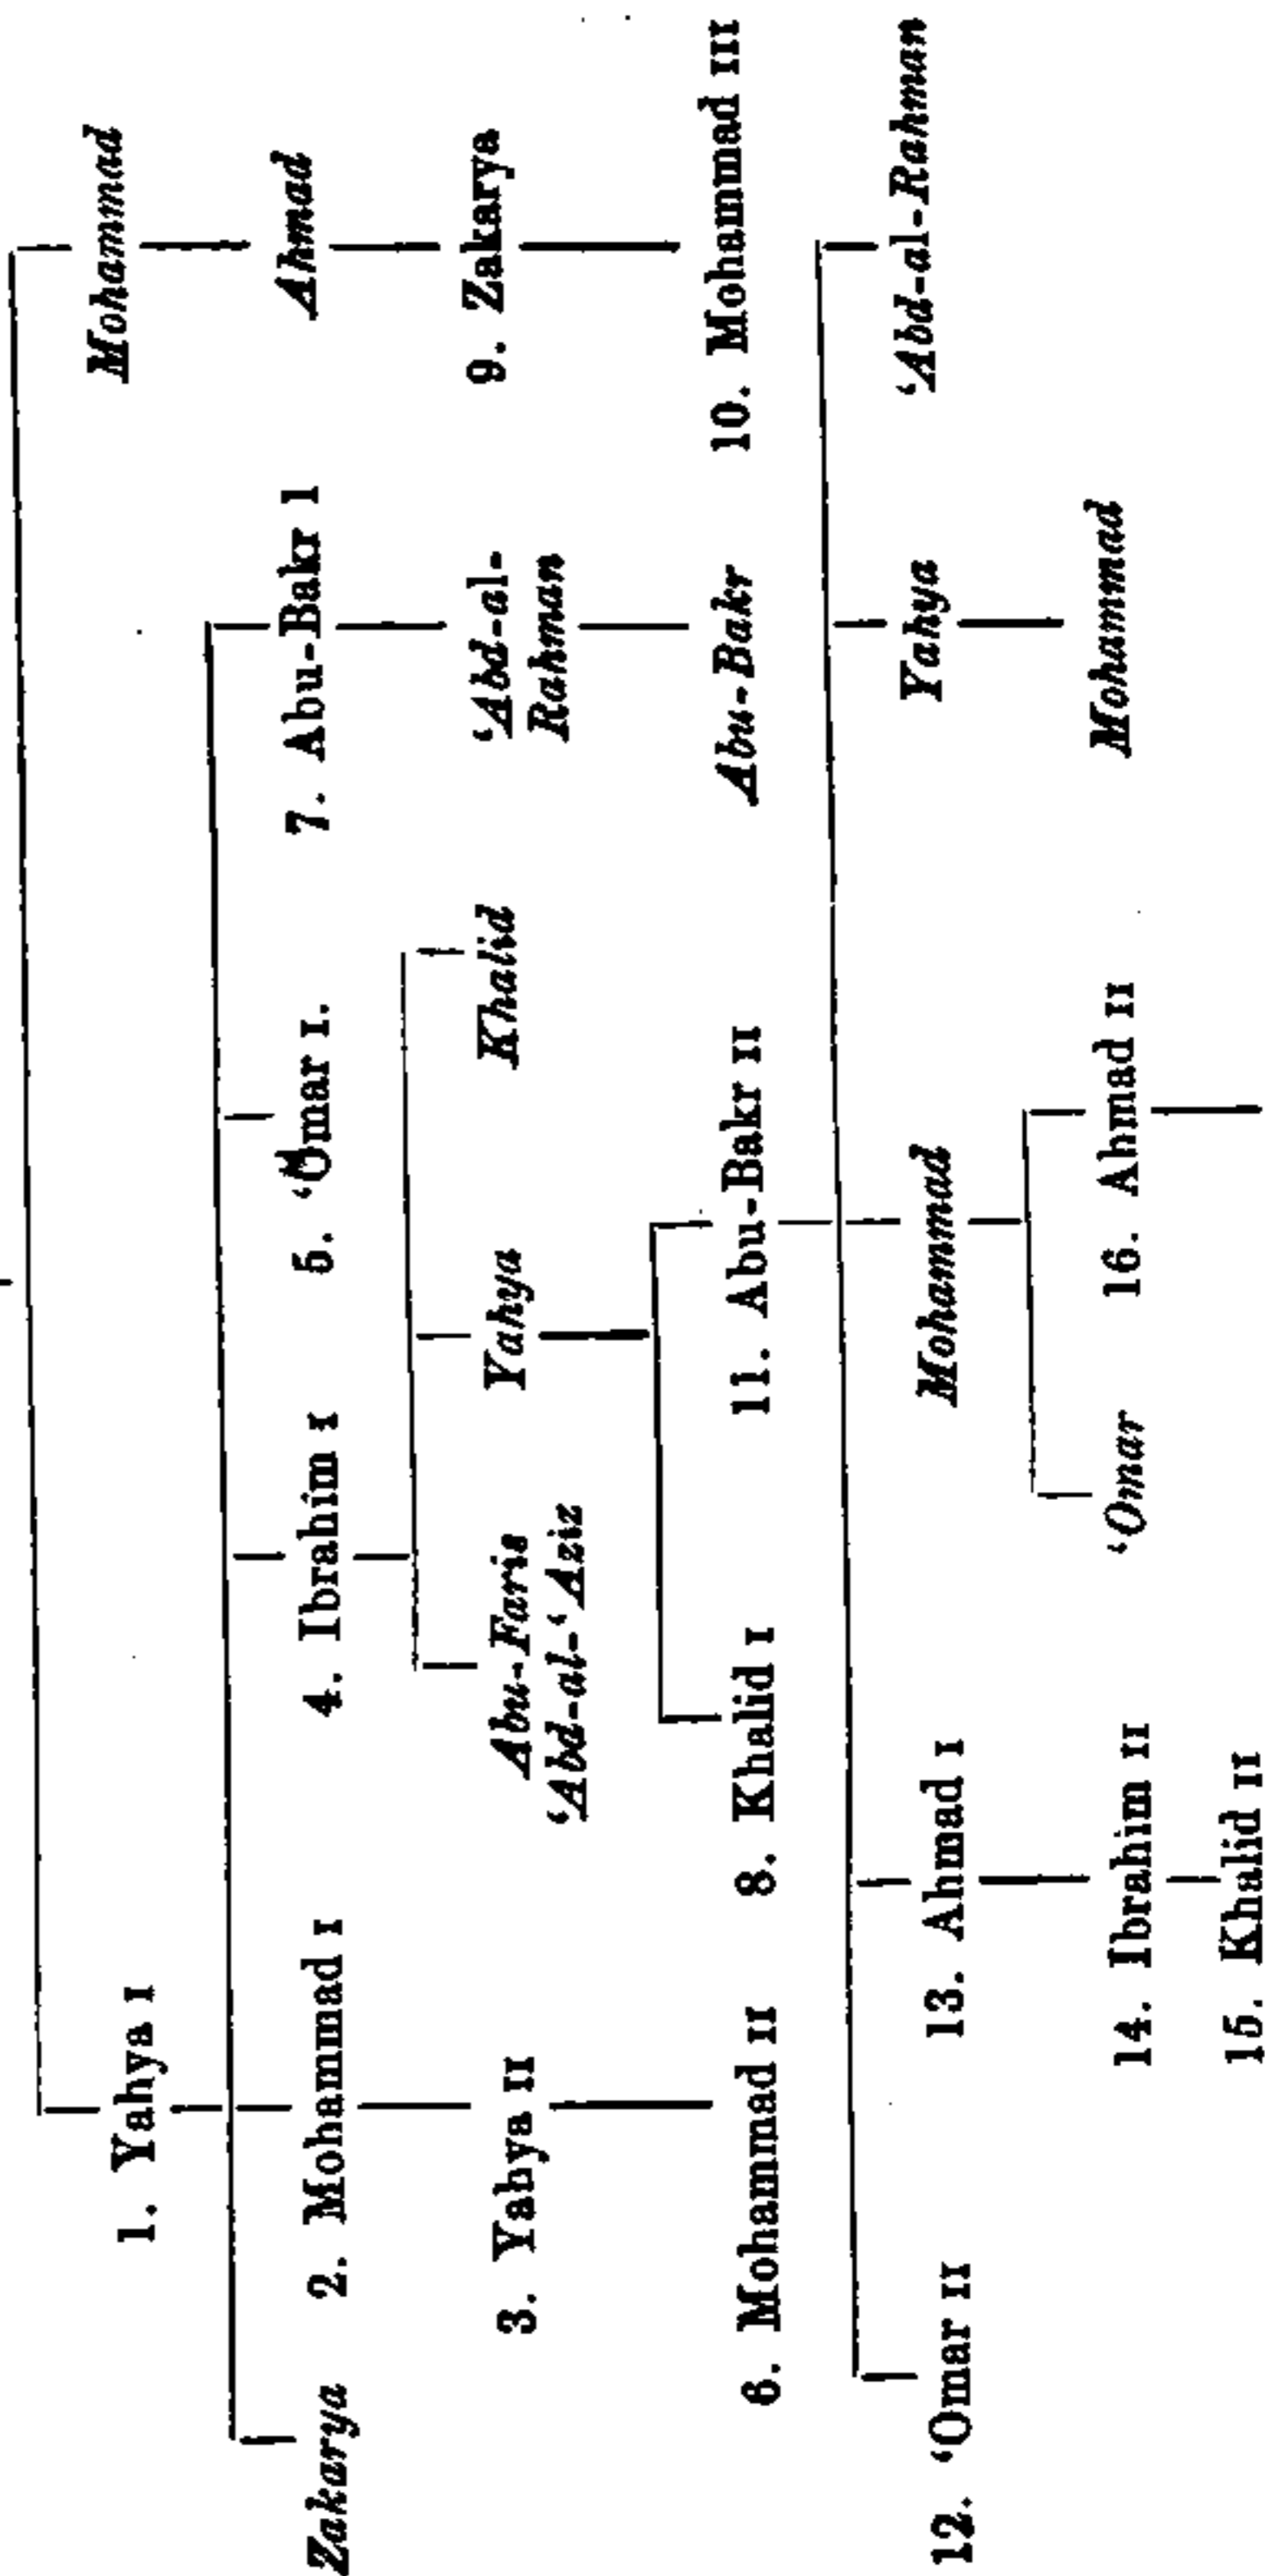 1. Yahya I Mohammad
Zakarya 2. Mohammad I 4. Ibrahim I 5. ‘Omar I. 7. Abu-Bakr I Ahmad
3. Yahya II Abu-Faris Yahya Khalid ‘Abd-al- 9. Zakarya
‘Abd-al-‘Aziz Rahman
6. Mohammad II 8. Khalid I 11. Abu-Bakr II Abu-Bakr 10. Mohammad III
12. ‘Omar II 13. Ahmad I Mohammad Yahya ‘Abd-al-Rahman
14. Ibrahim II ‘Omar 16. Ahmad II Mohammad
15. Khalid II